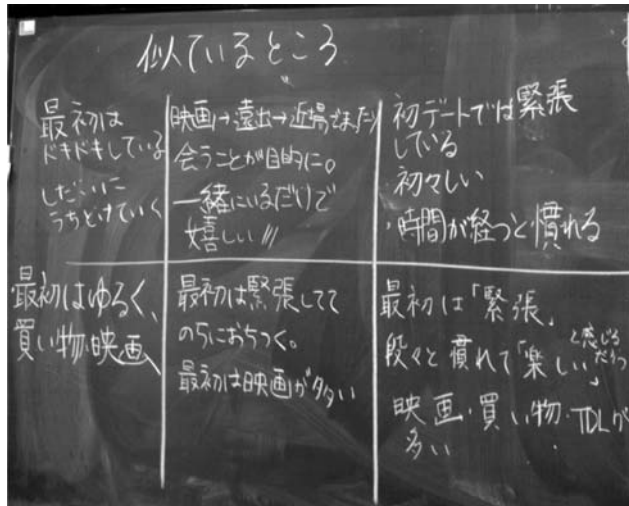 似ているところ
最初は
ドキドキしている
しだいに
うちとけていく
映画→遠出→近場でまったり
会うことが目的に。
一緒にいるだけで
嬉しい///
初デートでは緊張
している
初々しい
・時間が経つと慣れる
・最初はゆるく、
買い物・映画
最初は緊張してて
のちにおちつく。
最初は映画が多い
最初は「緊張」
段々と慣れて「楽しい」と感じるだろう
映画・買い物・TDLが
多い